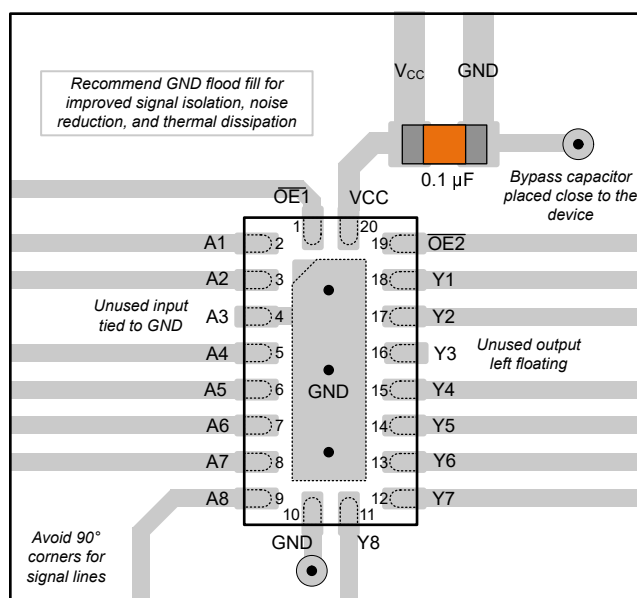 Recommend GND flood fill for
improved signal isolation, noise
reduction, and thermal dissipation
VCC GND
0.1 µF
Bypass capacitor
placed close to the
device
OE1 VCC
1 20
A1 2 19 OE2
A2 3 18 Y1
Unused input
tied to GND
A3 4 17 Y2
A4 5 16 Y3
Unused output
left floating
GND
A5 6 15 Y4
A6 7 14 Y5
A7 8 13 Y6
A8 9 12 Y7
10 11
GND Y8
Avoid 90°
corners for
signal lines